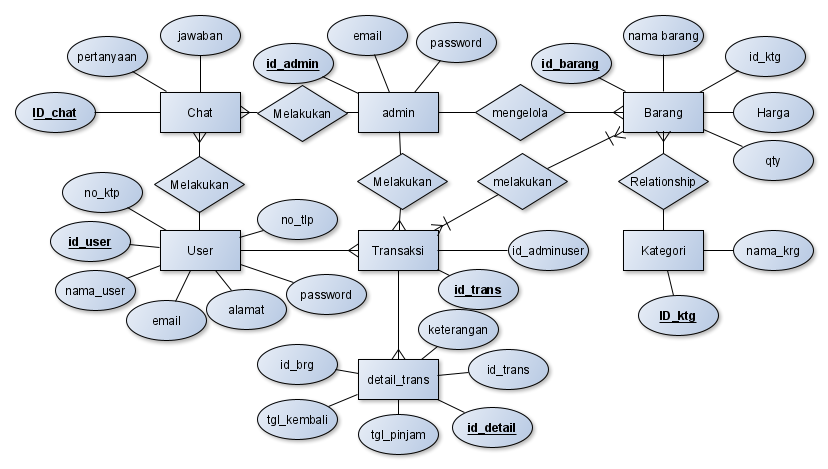 jawaban
email
nama barang
pertanyaan
id_admin
password
id_barang
id_ktg
ID_chat
Chat
Melakukan
admin
mengelola
Barang
Harga
qty
Melakukan
Melakukan
melakukan
Relationship
no_ktp
no_tlp
id_user
User
Transaksi
id_adminuser
Kategori
nama_krg
nama_user
email
alamat
password
id_trans
ID_ktg
keterangan
id_brg
detail_trans
id_trans
tgl_kembali
tgl_pinjam
id_detail